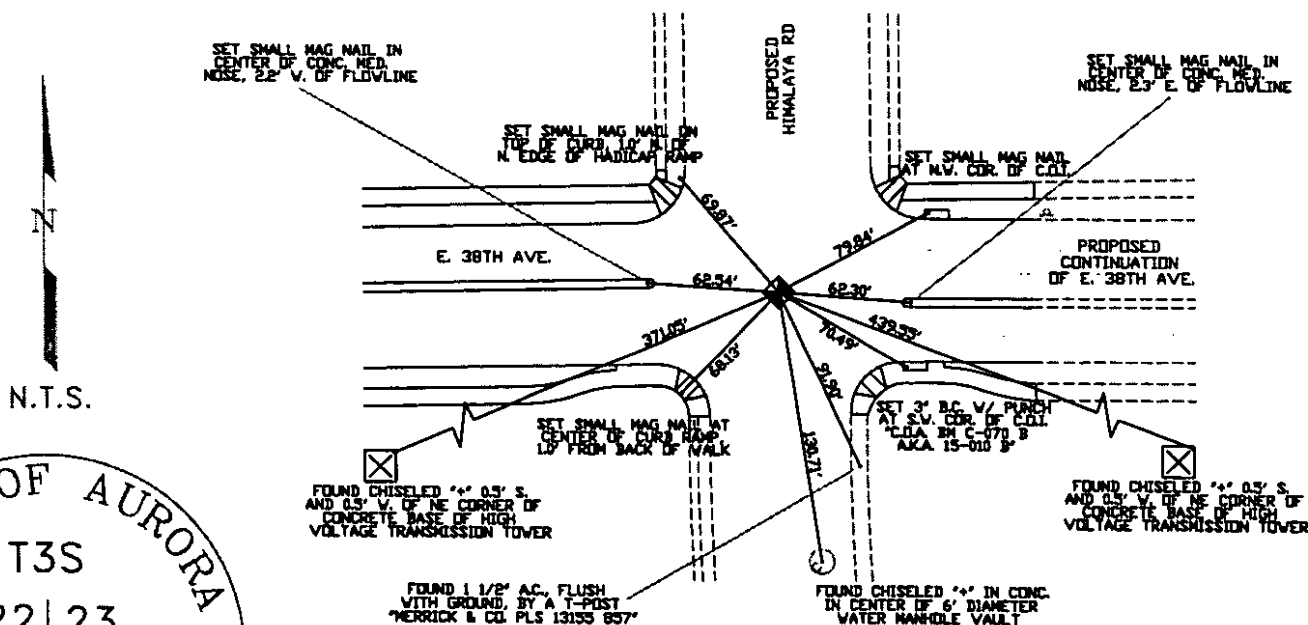 SET SMALL MAG NAIL IN
CENTER OF CONC. MED.
NOSE, 2.2' W. OF FLOWLINE
PROPOSED
HIMALAYA RD
SET SMALL MAG NAIL IN
CENTER OF CONC. MED.
NOSE, 2.3' E. OF FLOWLINE
SET SMALL MAG NAIL ON
TOP OF CURB, 1.0' N. OF
N. EDGE OF HADICAP RAMP
SET SMALL MAG NAIL
AT N.W. COR. OF C.O.I.
N
69.87'
79.84'
E. 38TH AVE.
PROPOSED
CONTINUATION
OF E. 38TH AVE.
62.54'
62.30'
371.05'
68.13'
70.49'
439.55'
91.90'
130.71'
N.T.S.
SET SMALL MAG NAIL AT
CENTER OF CURB RAMP
1.0' FROM BACK OF WALK
SET 3" B.C. W/ PUNCH
AT S.W. COR. OF C.O.I.
"C.O.A. BM C-070 B
A.K.A. 15-010 B"
FOUND CHISELED "+" 0.5' S.
AND 0.5' W. OF NE CORNER OF
CONCRETE BASE OF HIGH
VOLTAGE TRANSMISSION TOWER
FOUND CHISELED "+" 0.5' S.
AND 0.5' W. OF NE CORNER OF
CONCRETE BASE OF HIGH
VOLTAGE TRANSMISSION TOWER
OF AURORA
T3S
22|23
FOUND 1 1/2" A.C., FLUSH
WITH GROUND, BY A T-POST
"MERRICK & CO. PLS 13155 857"
FOUND CHISELED "+" IN CONC.
IN CENTER OF 6' DIAMETER
WATER MANHOLE VAULT